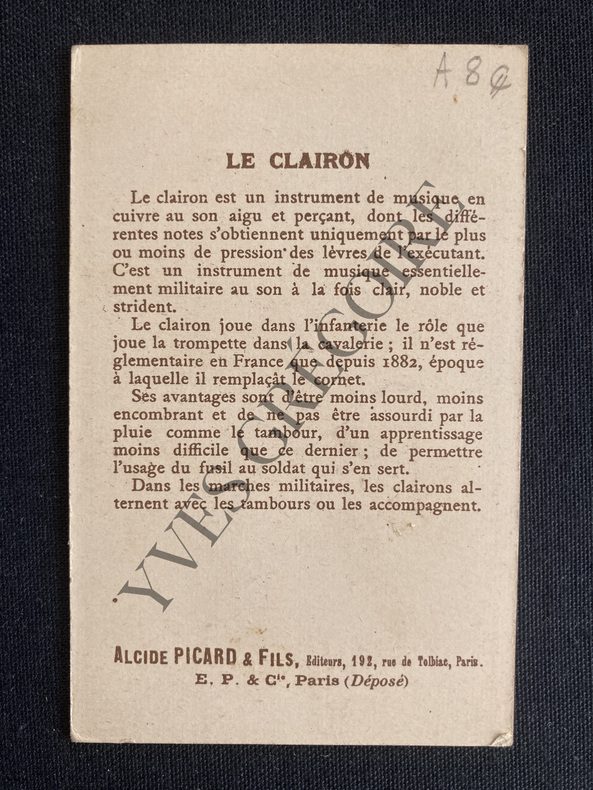 A 8
LE CLAIRON
Le clairon est un instrument de musique en
cuivre au son aigu et perçant, dont les diffé-
rentes notes s'obtiennent uniquement par le plus
ou moins de pression des lèvres de l'exécutant.
C'est un instrument de musique essentielle-
ment militaire au son à la fois clair, noble et
strident.
Le clairon joue dans l'infanterie le rôle que
joue la trompette dans la cavalerie ; il n'est ré-
glementaire en France que depuis 1882, époque
à laquelle il remplaçât le cornet.
Ses avantages sont d'être moins lourd, moins
encombrant et de ne pas être assourdi par la
pluie comme le tambour, d'un apprentissage
moins difficile que ce dernier ; de permettre
l'usage du fusil au soldat qui s'en sert.
Dans les marches militaires, les clairons al-
ternent avec les tambours ou les accompagnent.
YVES GRÉGOIRE
ALCIDE PICARD & FILS, Editeurs, 192, rue de Tolbiac, Paris.
E. P. & Cie, Paris (Déposé)